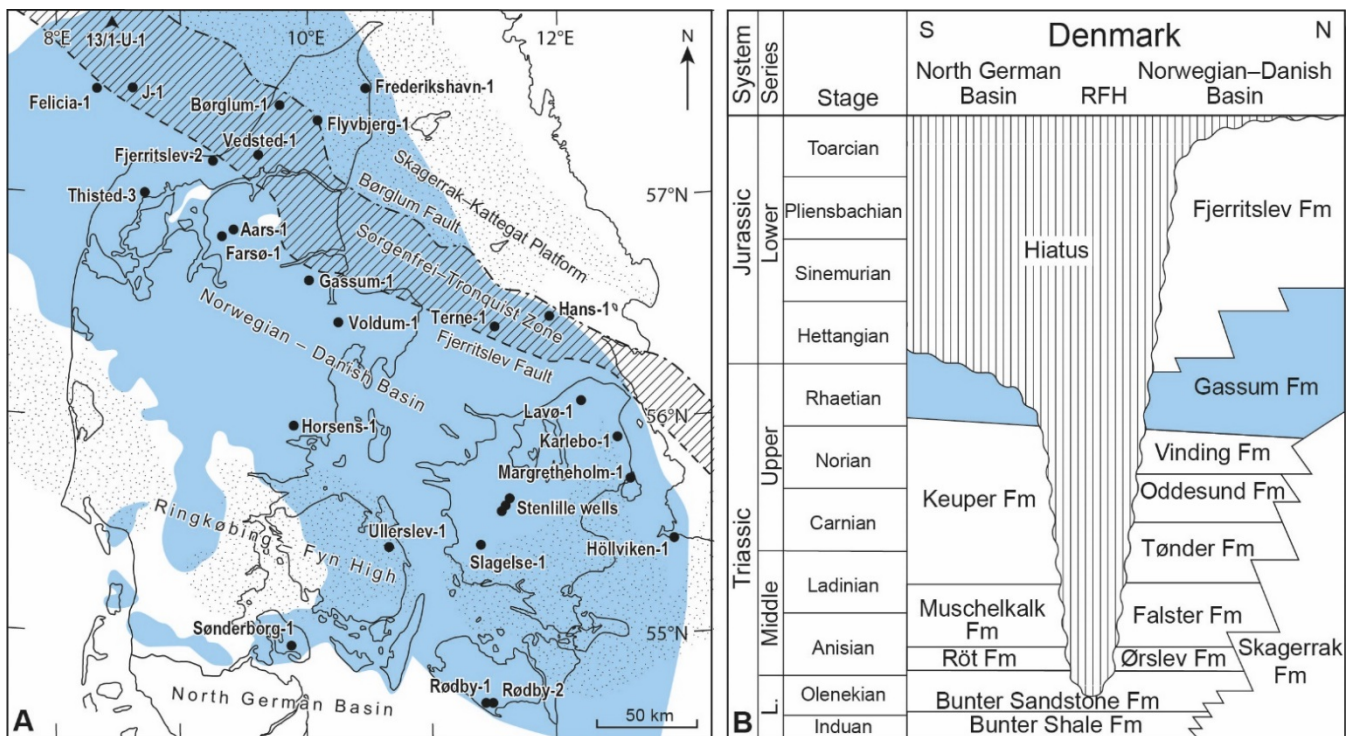 8°E
10°E
12°E
N
13/1-U-1
Felicia-1
J-1
Børglum-1
Frederikshavn-1
Flyvbjerg-1
Vedsted-1
Fjerritslev-2
Skagerrak–Kattegat Platform
Børglum Fault
57°N
Thisted-3
Aars-1
Farsø-1
Sorgenfrei–Tronquist Zone
Gassum-1
Hans-1
Terne-1
Voldum-1
Fjerritslev Fault
Norwegian – Danish Basin
56°N
Lavø-1
Karlebo-1
Horsens-1
Margretheholm-1
Stenlille wells
Ringkøbing
Fyn High
Ullerslev-1
Höllviken-1
Slagelse-1
55°N
Sønderborg-1
Rødby-1
Rødby-2
North German Basin
50 km
A
System
Series
Stage
S
Denmark
N
North German
Basin
RFH
Norwegian–Danish
Basin
Jurassic
Lower
Toarcian
Pliensbachian
Sinemurian
Hettangian
Hiatus
Fjerritslev Fm
Gassum Fm
Triassic
Upper
Rhaetian
Norian
Carnian
Keuper Fm
Vinding Fm
Oddesund Fm
Tønder Fm
Middle
Ladinian
Anisian
Muschelkalk
Fm
Falster Fm
Röt Fm
Ørslev Fm
Skagerrak
Fm
L.
Olenekian
Induan
Bunter Sandstone Fm
Bunter Shale Fm
B